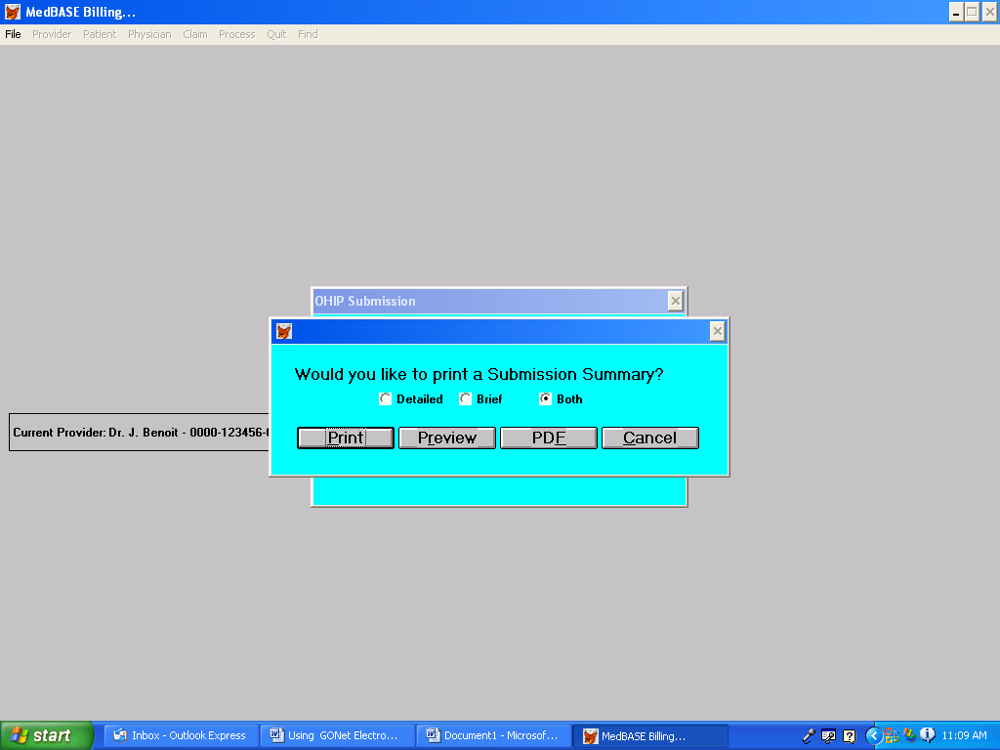 MedBASE Billing...
File Provider Patient Physician Claim Process Quit Find
OHIP Submission
Would you like to print a Submission Summary?
Detailed Brief Both
Current Provider: Dr. J. Benoit - 0000-123456-
Print Preview PDF Cancel
start Inbox - Outlook Express Using GONet Electro... Document1 - Microsof... MedBASE Billing... 11:09 AM